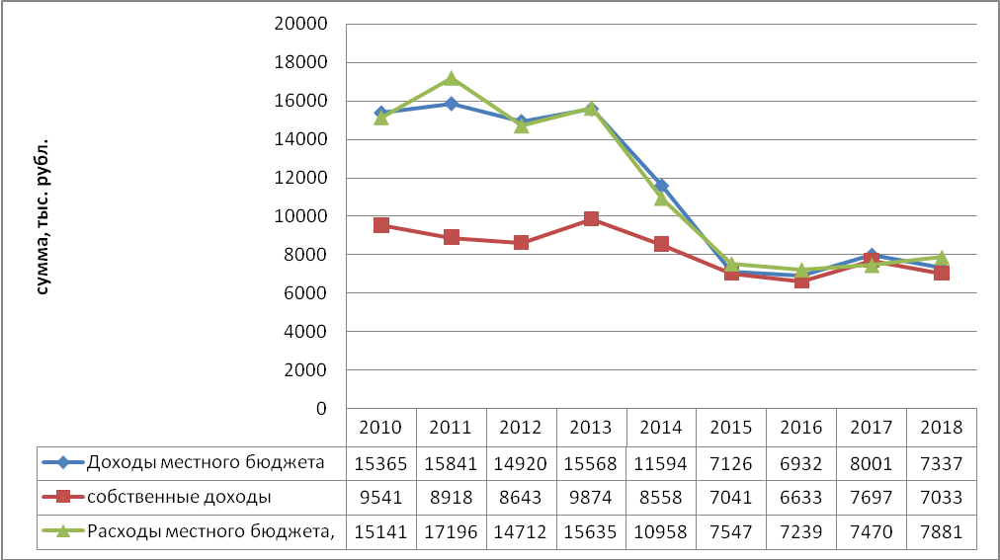 20000
18000
16000
14000
12000
10000
8000
6000
4000
2000
0
сумма, тыс. рубл.
2010 2011 2012 2013 2014 2015 2016 2017 2018
Доходы местного бюджета 15365 15841 14920 15568 11594 7126 6932 8001 7337
собственные доходы 9541 8918 8643 9874 8558 7041 6633 7697 7033
Расходы местного бюджета, 15141 17196 14712 15635 10958 7547 7239 7470 7881